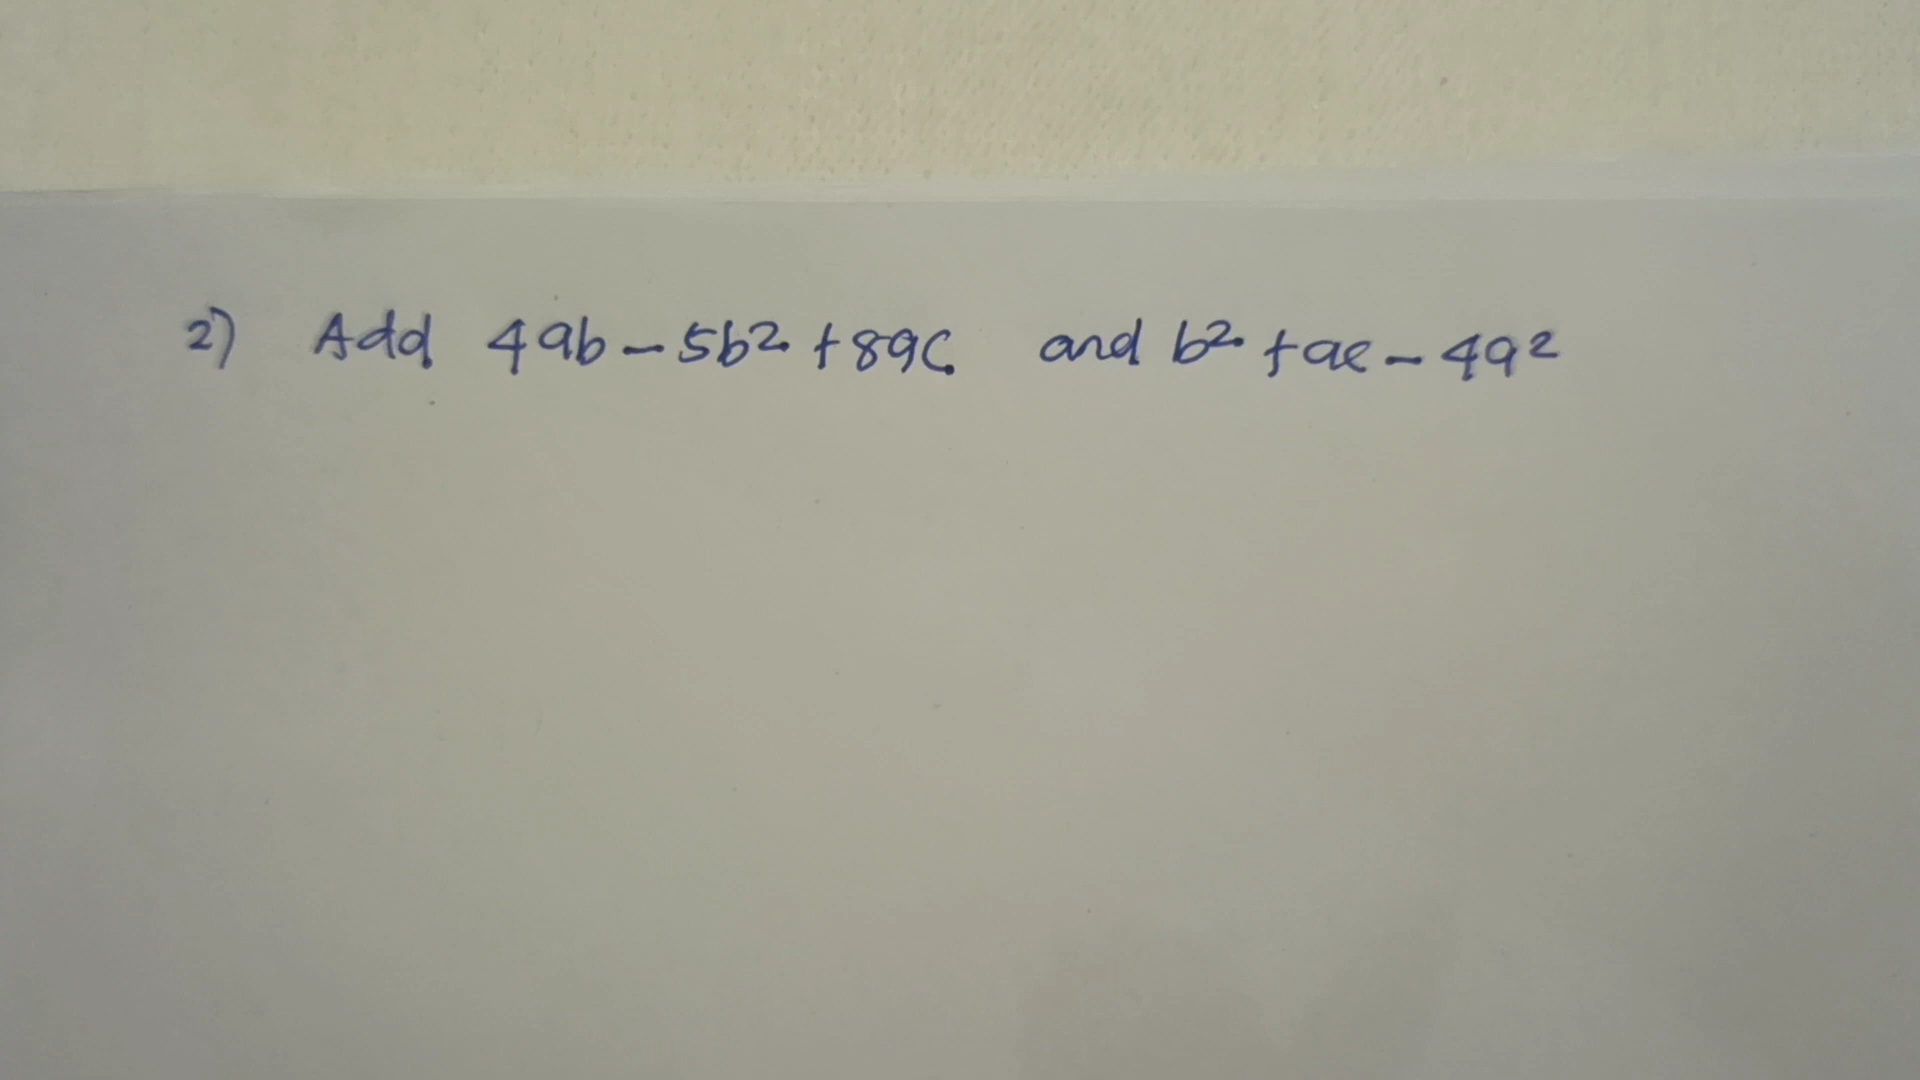 2) Add 4ab - 5b² + 8ac and b² + ac - 4a²